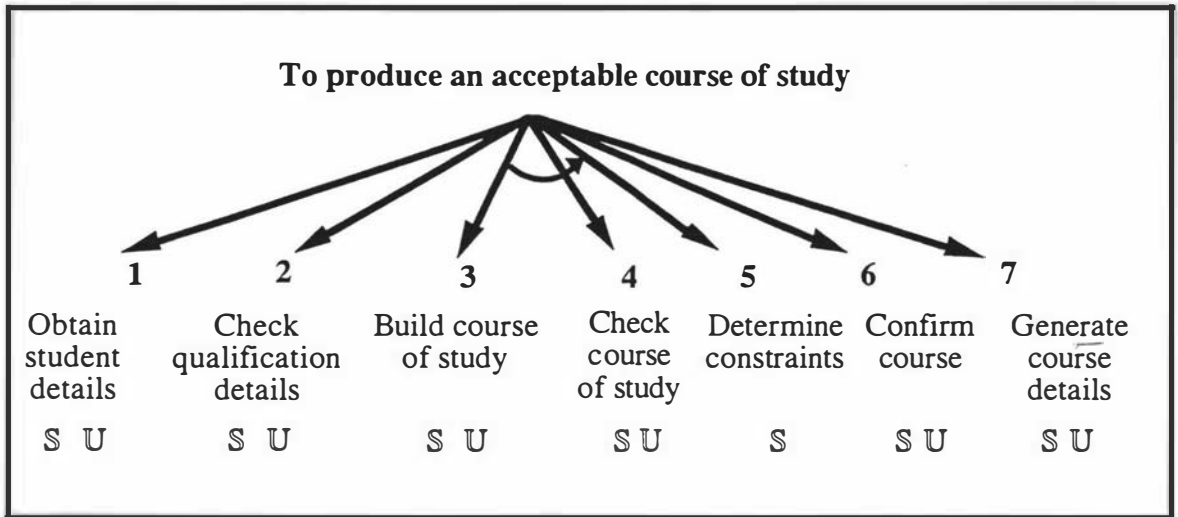 To produce an acceptable course of study
1 2 3 4 5 6 7
Obtain student details
Check qualification details
Build course of study
Check course of study
Determine constraints
Confirm course
Generate course details
S U S U S U S U S S U S U